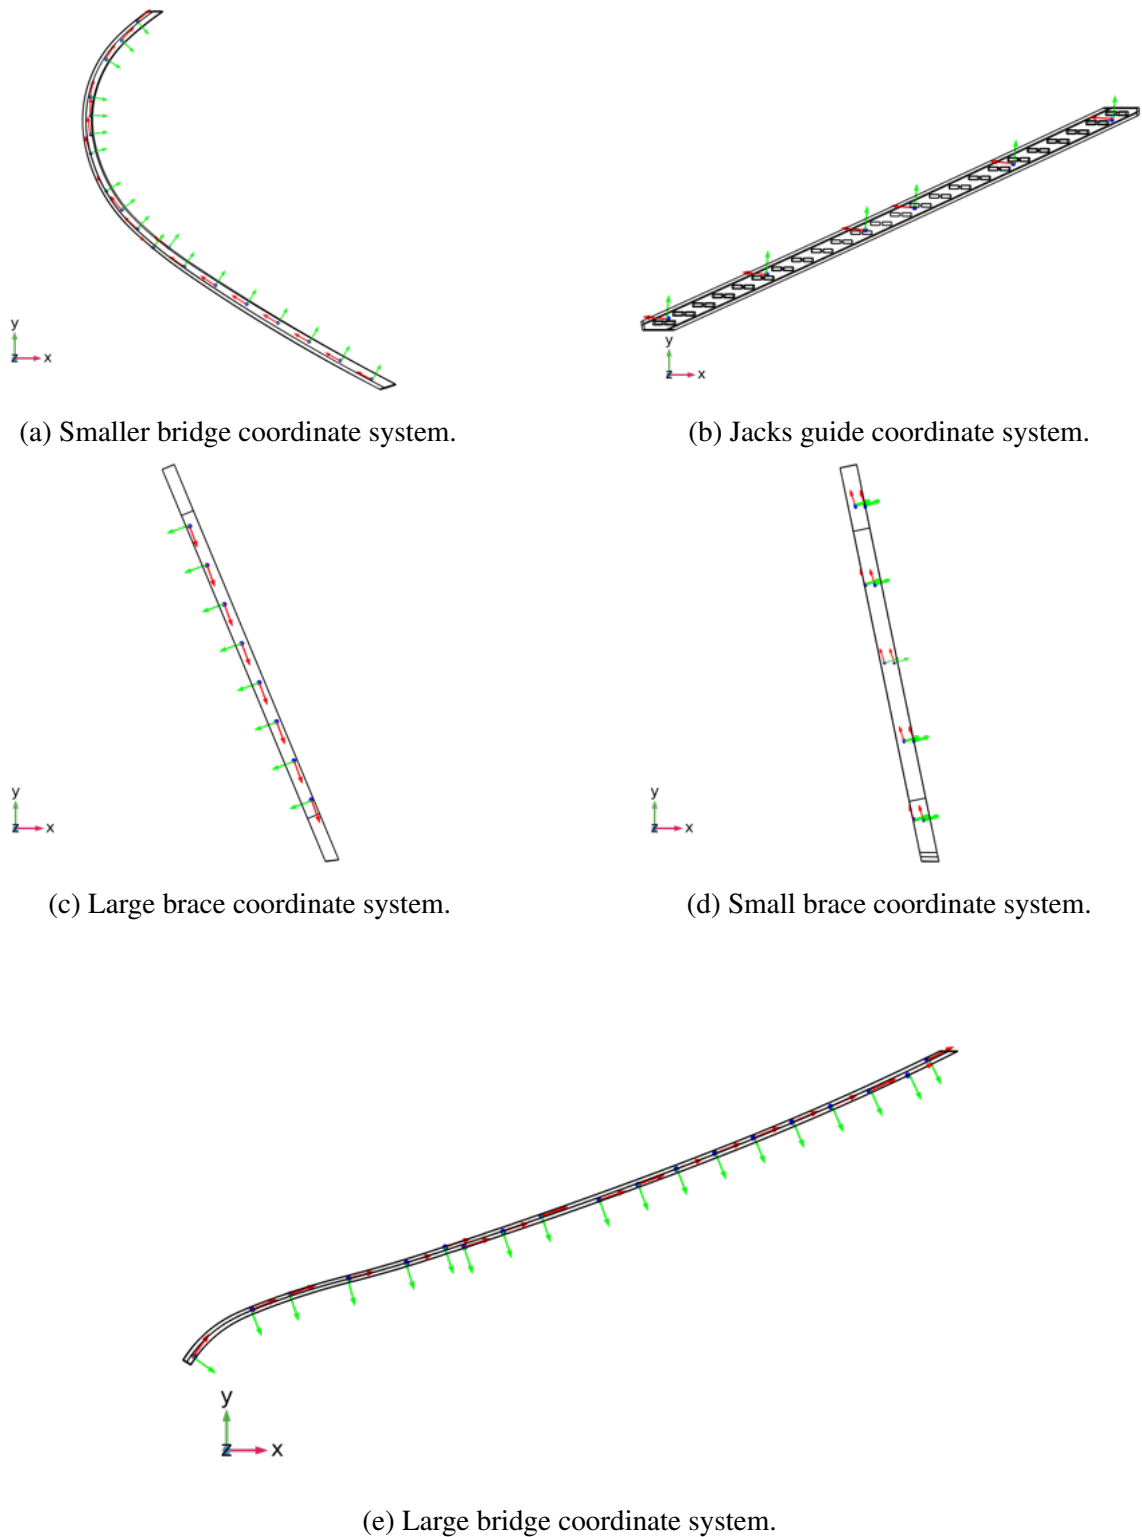 y
z x
y
z x
(a) Smaller bridge coordinate system.
(b) Jacks guide coordinate system.
y
z x
y
z x
(c) Large brace coordinate system.
(d) Small brace coordinate system.
y
z x
(e) Large bridge coordinate system.